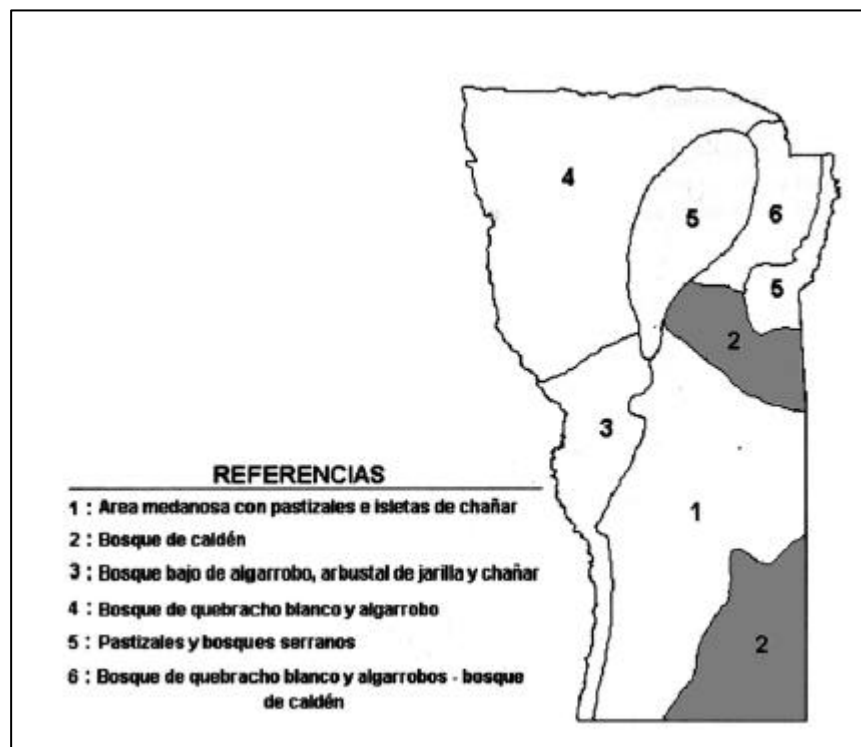 4
5
6
5
2
3
1
2
REFERENCIAS
1 : Area medanosa con pastizales e isletas de chañar
2 : Bosque de caldén
3 : Bosque bajo de algarrobo, arbustal de jarilla y chañar
4 : Bosque de quebracho blanco y algarrobo
5 : Pastizales y bosques serranos
6 : Bosque de quebracho blanco y algarrobos - bosque
de caldén